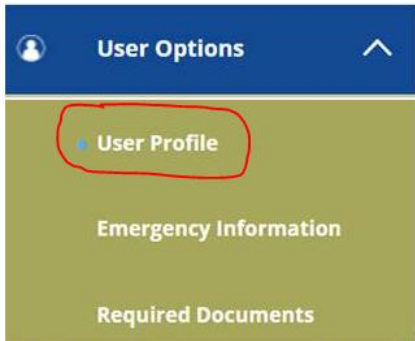 User Options
User Profile
Emergency Information
Required Documents